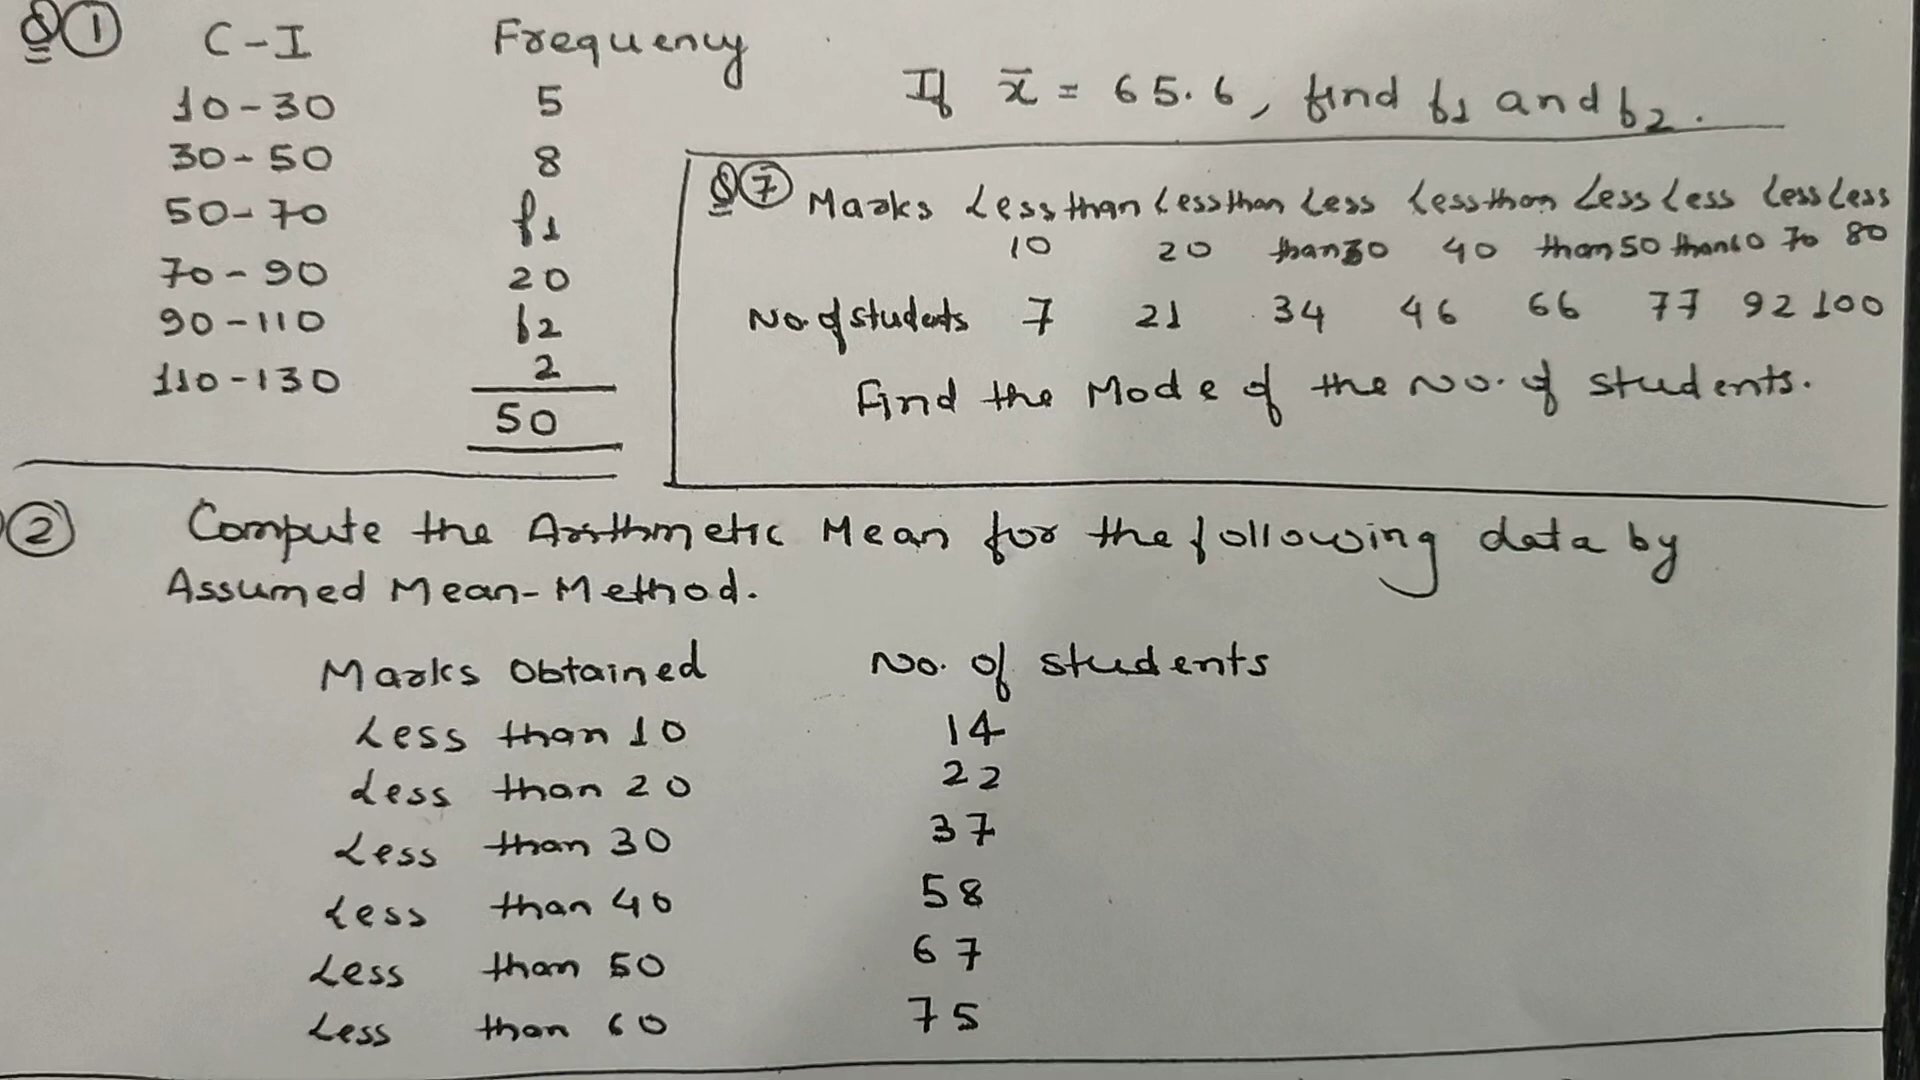 Q① C-I Frequency
10-30 5
30-50 8
50-70 f1
70-90 20
90-110 f2
110-130 2
50
If x̄ = 65.6, find f1 and f2.
Q⑦ Marks Less than Less than Less Less than Less Less Less Less
10 20 than 30 40 than 50 than 60 70 80
No. of students 7 21 34 46 66 77 92 100
Find the Mode of the No. of students.
② Compute the Arithmetic Mean for the following data by
Assumed Mean-Method.
Marks Obtained No. of students
Less than 10 14
Less than 20 22
Less than 30 37
Less than 40 58
Less than 50 67
Less than 60 75